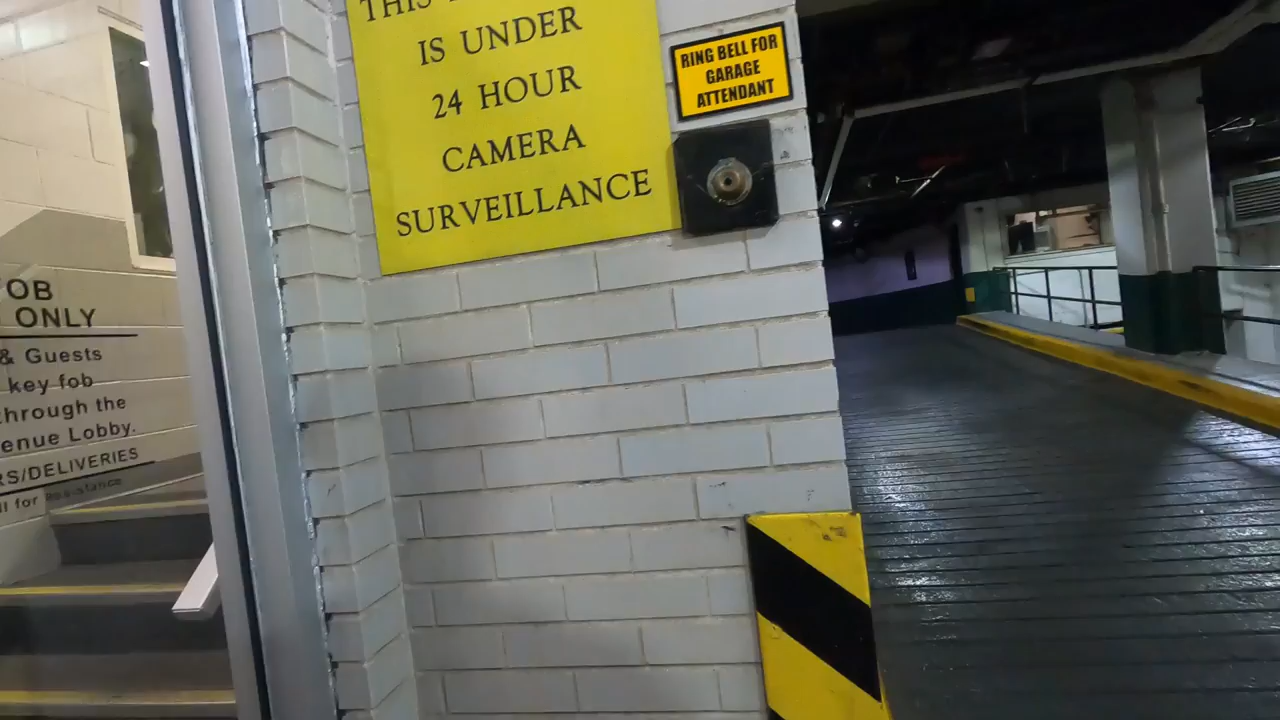 THIS
IS UNDER
24 HOUR
CAMERA
SURVEILLANCE
RING BELL FOR
GARAGE
ATTENDANT
OB
ONLY
& Guests
key fob
through the
enue Lobby.
RS/DELIVERIES
ll for